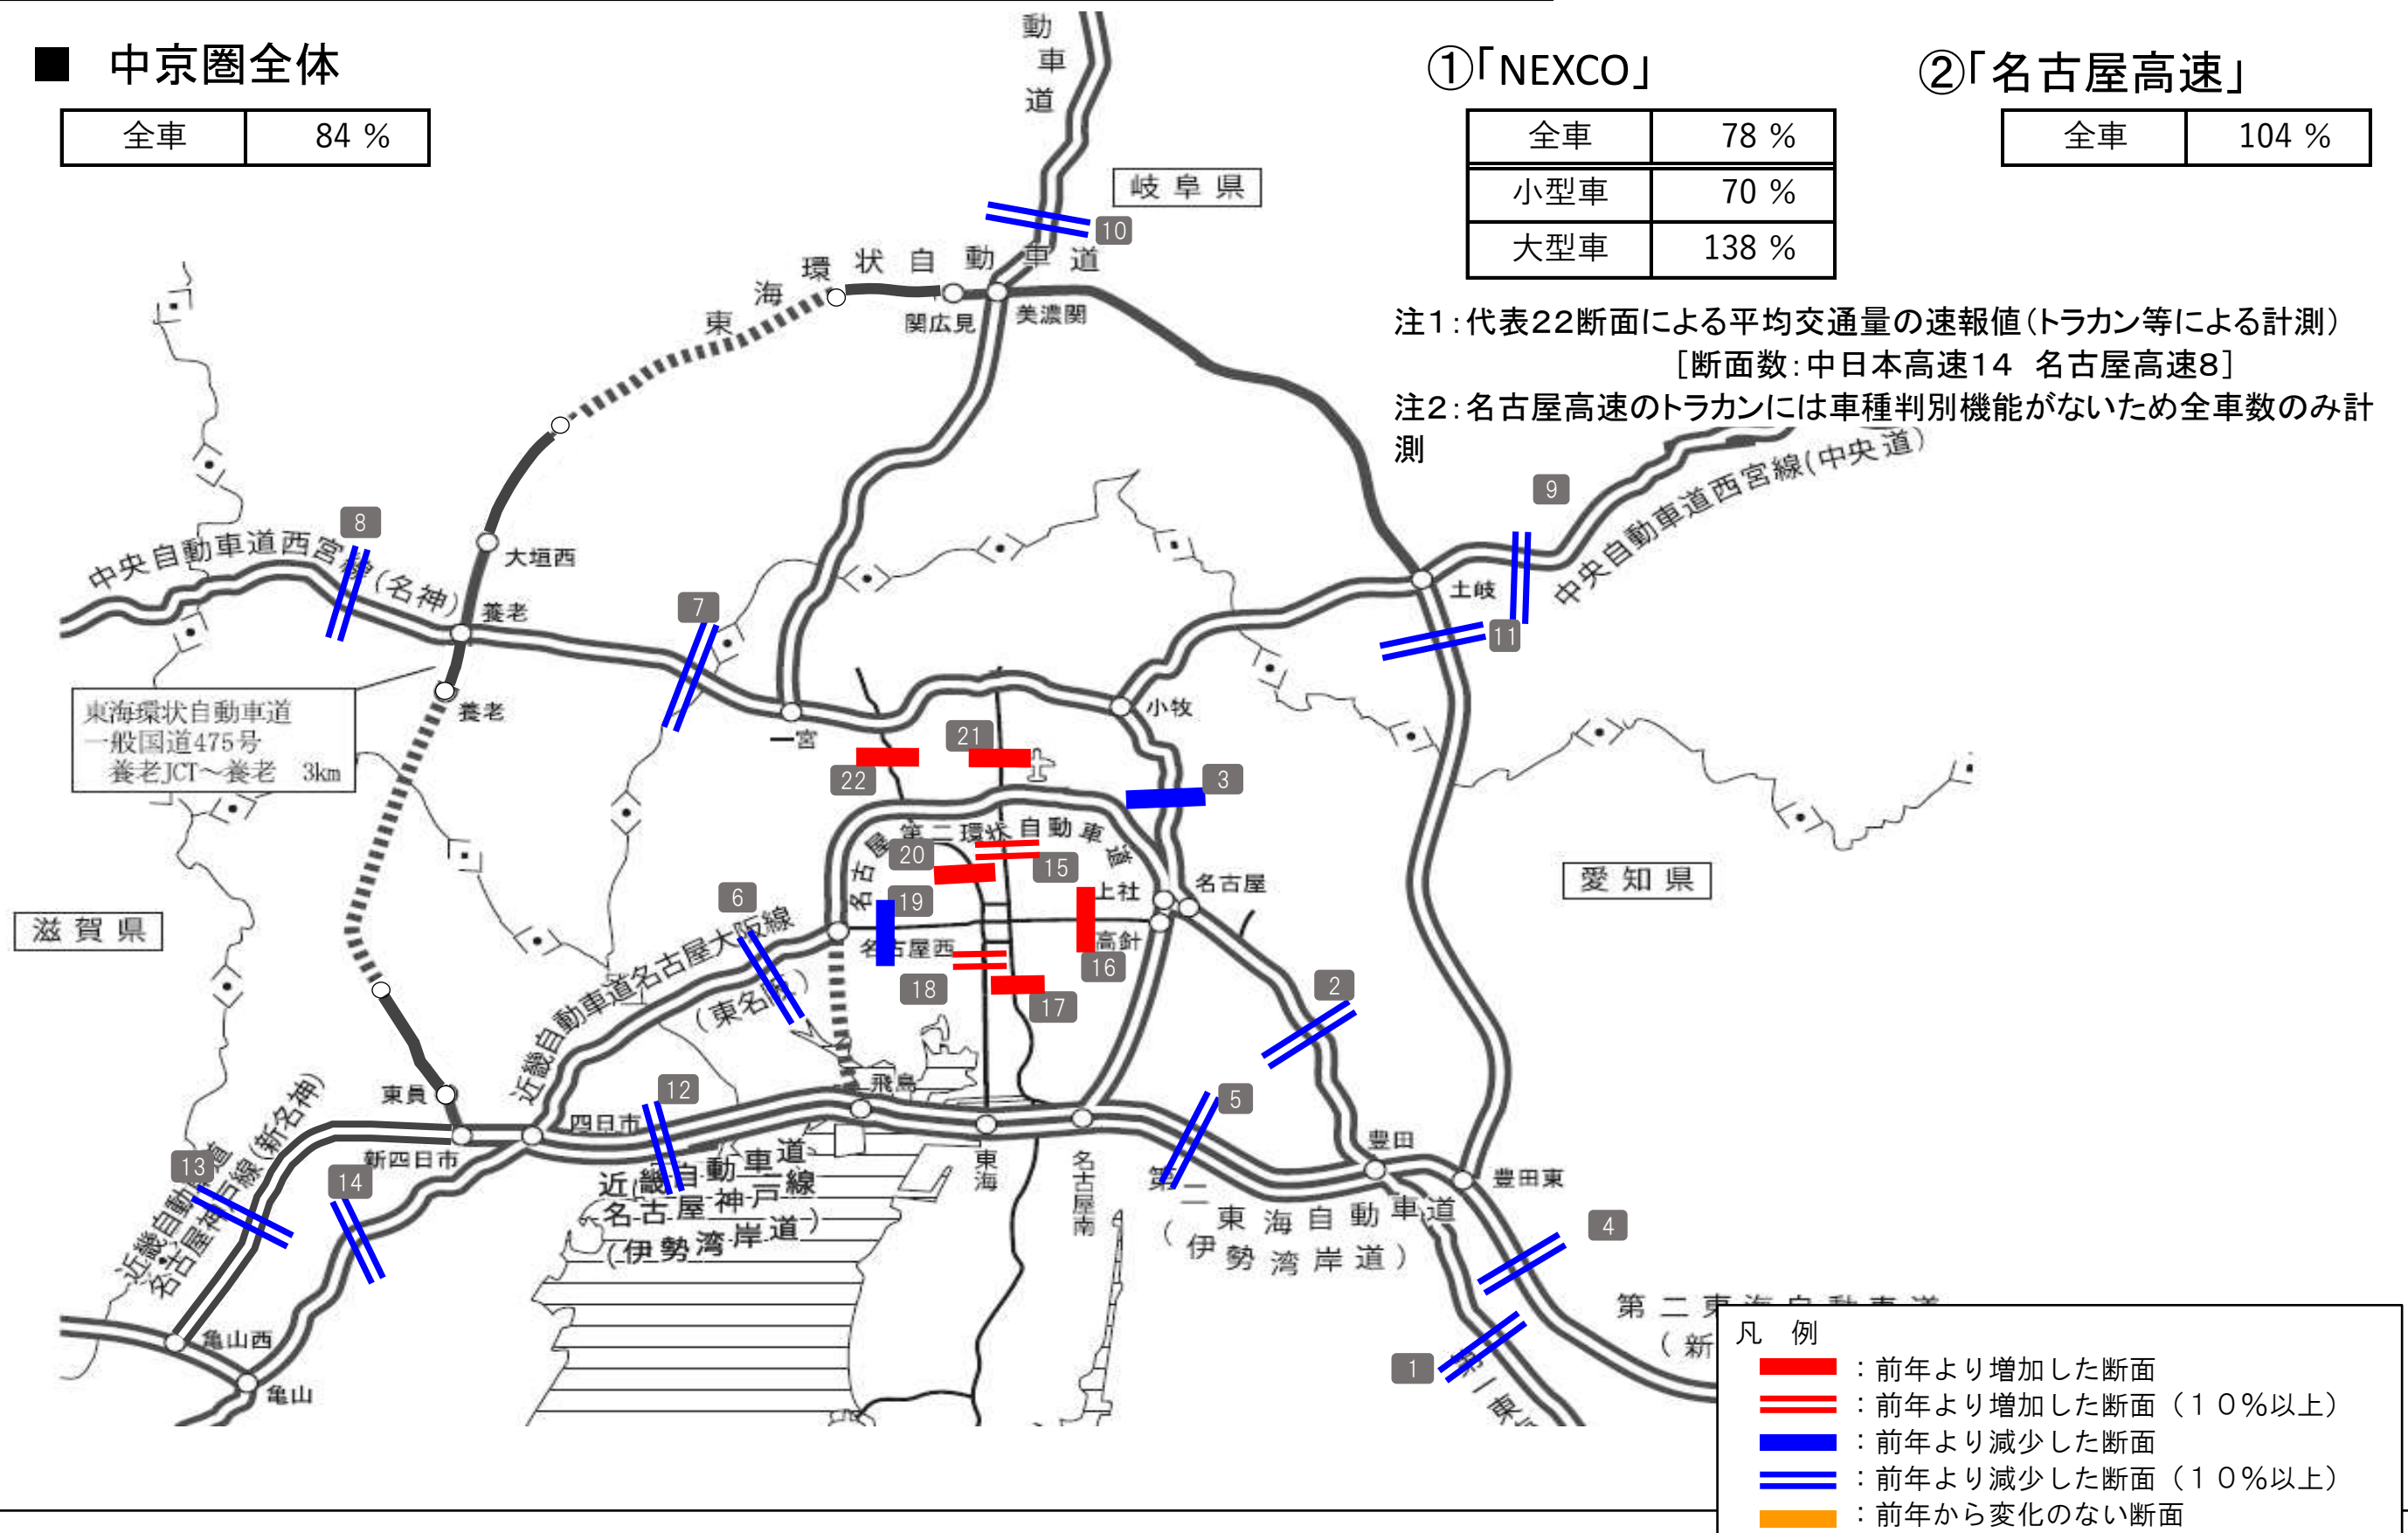 ■ 中京圏全体
全車 84 %
①「NEXCO」
全車 78 %
小型車 70 %
大型車 138 %
②「名古屋高速」
全車 104 %
注１：代表２２断面による平均交通量の速報値（トラカン等による計測）
［断面数：中日本高速１４ 名古屋高速８］
注２：名古屋高速のトラカンには車種判別機能がないため全車数のみ計
測
動車道
岐阜県
10
東海環状自動車道
関広見
美濃関
9
中央自動車道西宮線(中央道)
8
中央自動車道西宮線(名神)
大垣西
養老
7
土岐
11
養老
東海環状自動車道
一般国道475号
養老JCT～養老 3km
小牧
一宮
21
22
3
名古屋第二環状自動車道
20
15
19
上社
名古屋
愛知県
6
滋賀県
近畿自動車道名古屋大阪線
(東名阪)
名古屋西
高針
16
18
17
2
飛島
東員
12
5
四日市
近畿自動車道
名古屋神戸線(新名神)
13
新四日市
14
近畿自動車道
名古屋神戸線
(伊勢湾岸道)
東海
名古屋南
豊田
豊田東
第二東海自動車道
(伊勢湾岸道)
4
亀山西
亀山
1
第一東
第二東海自動車道
(新
凡 例
：前年より増加した断面
：前年より増加した断面（１０％以上）
：前年より減少した断面
：前年より減少した断面（１０％以上）
：前年から変化のない断面